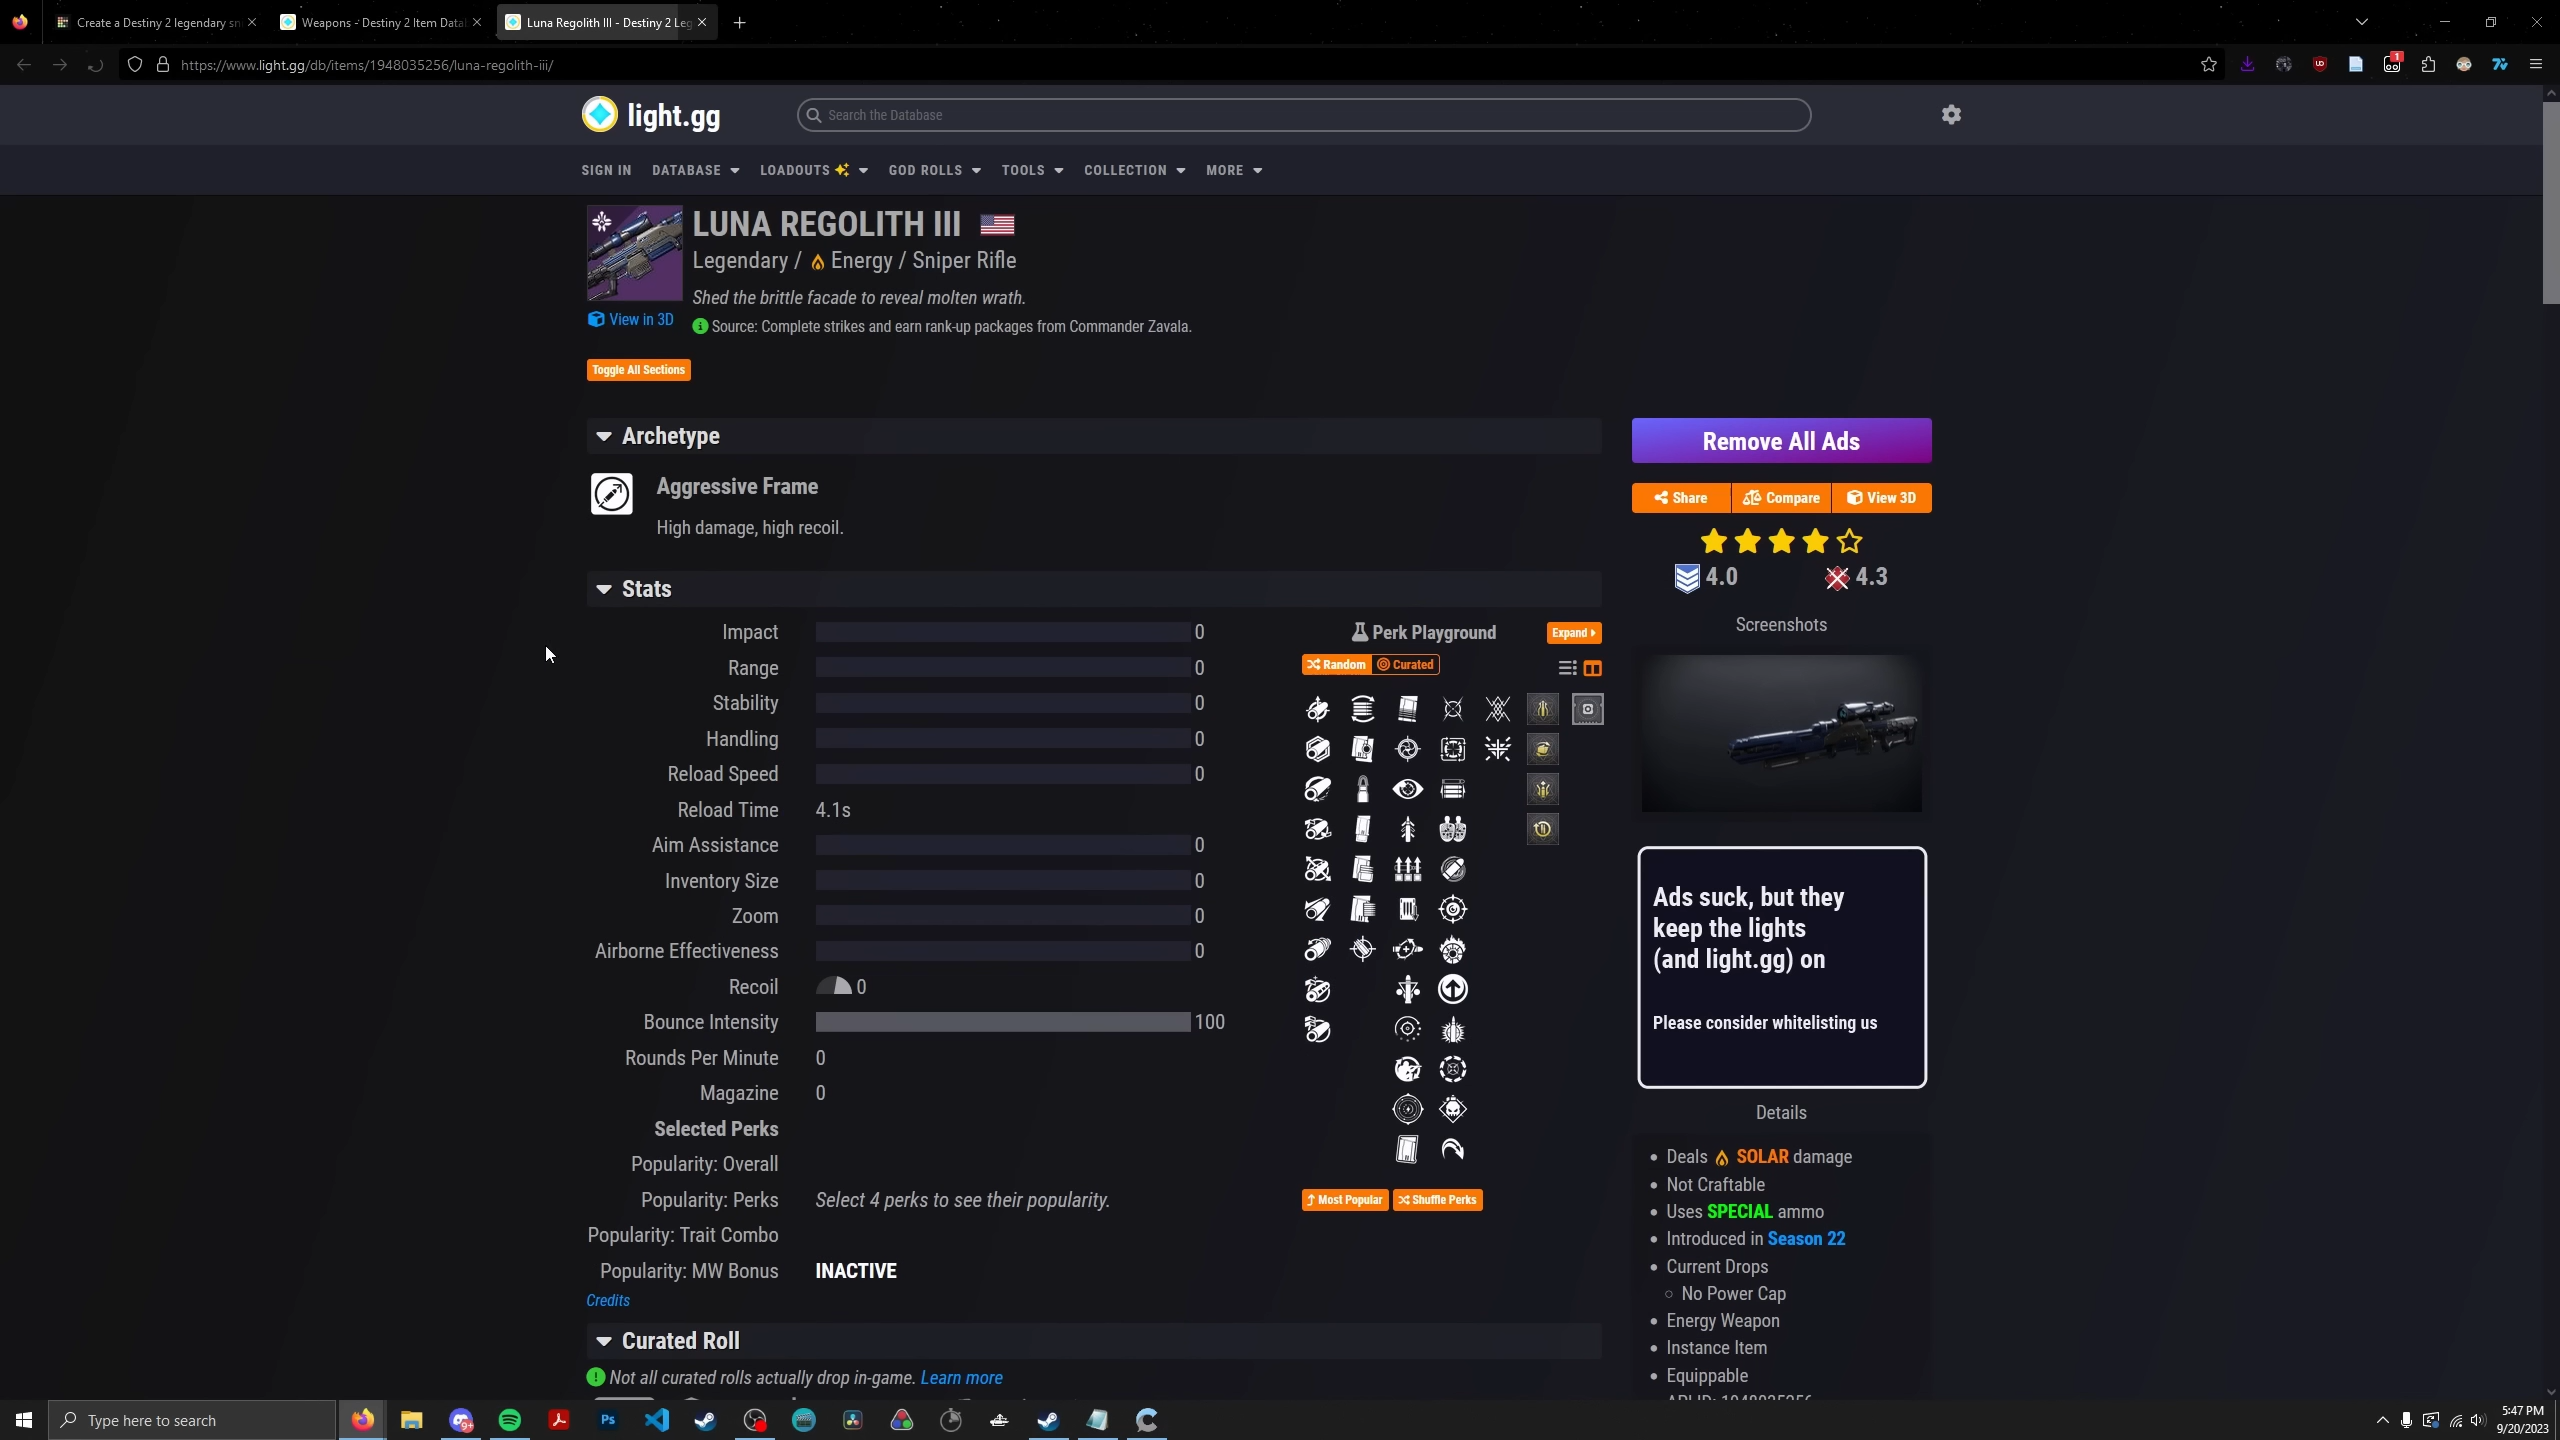 Create a Destiny 2 legendary sn
Weapons - Destiny 2 Item Data
Luna Regolith III - Destiny 2 Leg
https://www.light.gg/db/items/1948035256/luna-regolith-iii/
1
light.gg
Search the Database
SIGN IN
DATABASE
LOADOUTS
GOD ROLLS
TOOLS
COLLECTION
MORE
LUNA REGOLITH III
Legendary / Energy / Sniper Rifle
Shed the brittle facade to reveal molten wrath.
View in 3D
Source: Complete strikes and earn rank-up packages from Commander Zavala.
Toggle All Sections
Archetype
Aggressive Frame
High damage, high recoil.
Stats
Impact 0
Range 0
Stability 0
Handling 0
Reload Speed 0
Reload Time 4.1s
Aim Assistance 0
Inventory Size 0
Zoom 0
Airborne Effectiveness 0
Recoil 0
Bounce Intensity 100
Rounds Per Minute 0
Magazine 0
Selected Perks
Popularity: Overall
Popularity: Perks Select 4 perks to see their popularity.
Popularity: Trait Combo
Popularity: MW Bonus INACTIVE
Credits
Perk Playground
Expand
Random
Curated
Most Popular
Shuffle Perks
Curated Roll
Not all curated rolls actually drop in-game. Learn more
Remove All Ads
Share
Compare
View 3D
4.0
4.3
Screenshots
Ads suck, but they
keep the lights
(and light.gg) on
Please consider whitelisting us
Details
Deals SOLAR damage
Not Craftable
Uses SPECIAL ammo
Introduced in Season 22
Current Drops
No Power Cap
Energy Weapon
Instance Item
Equippable
Type here to search
9+
Ps
5:47 PM
9/20/2023